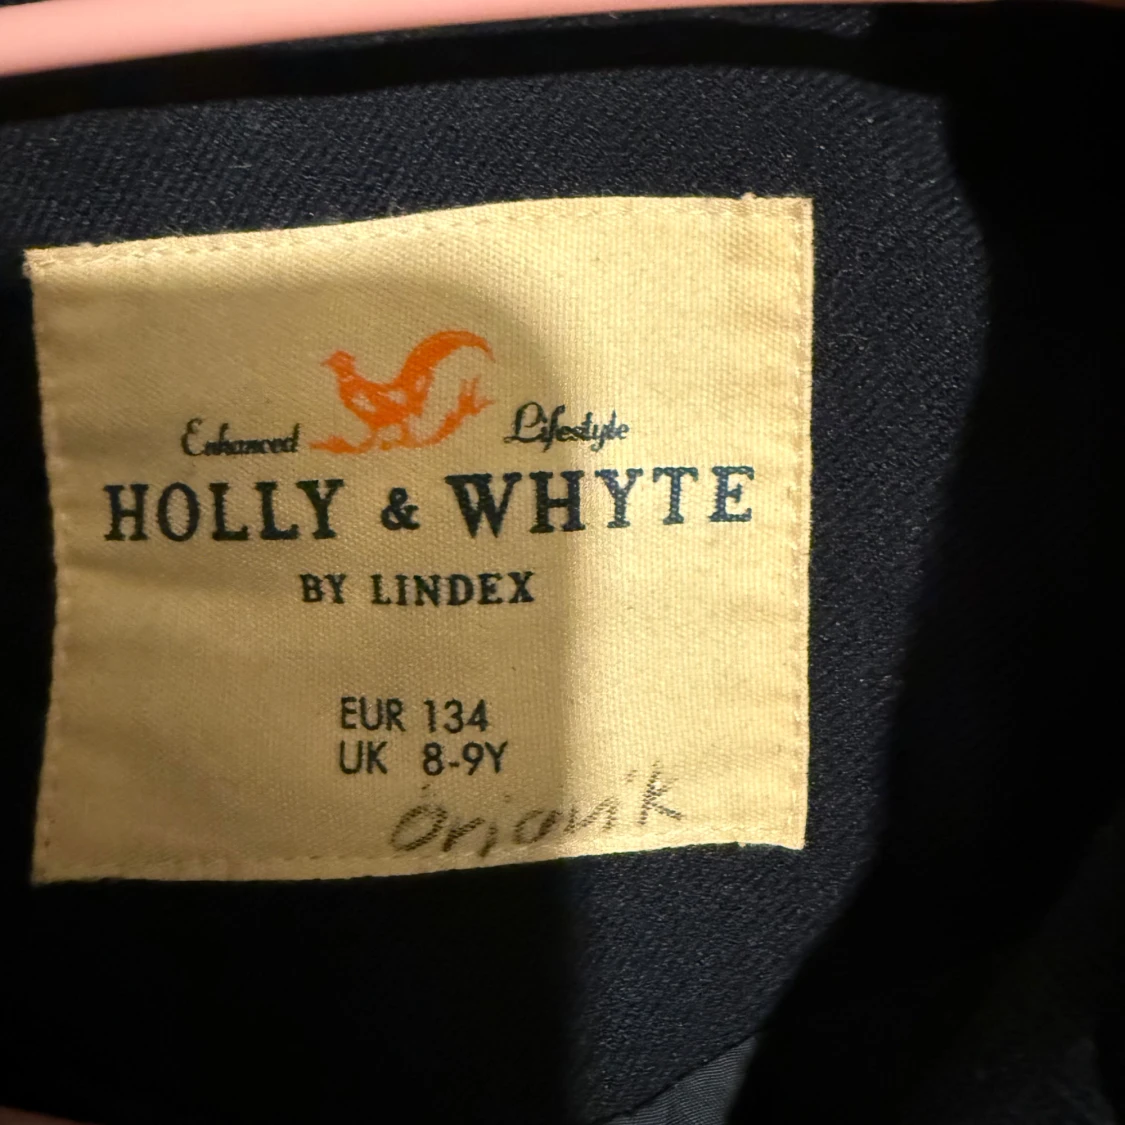 Enhanced Lifestyle
HOLLY & WHYTE
BY LINDEX
EUR 134
UK 8-9Y